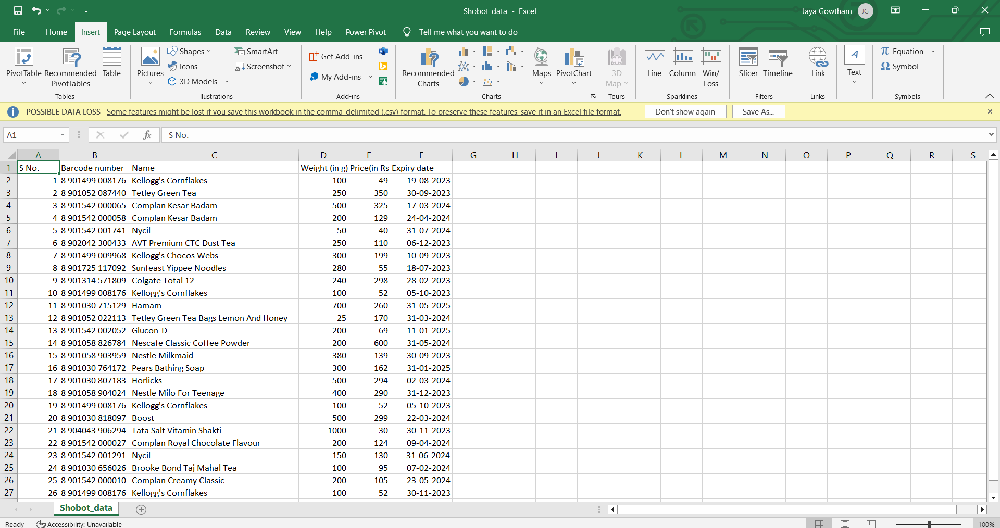 Shobot_data - Excel
Jaya Gowtham JG
File Home Insert Page Layout Formulas Data Review View Help Power Pivot Tell me what you want to do
PivotTable
Recommended PivotTables
Table
Tables
Pictures
Shapes
Icons
3D Models
SmartArt
Screenshot
Illustrations
Get Add-ins
My Add-ins
Add-ins
Recommended Charts
Maps
PivotChart
Charts
3D Map
Tours
Line
Column
Win/ Loss
Sparklines
Slicer
Timeline
Filters
Link
Links
Text
Equation
Symbol
Symbols
POSSIBLE DATA LOSS Some features might be lost if you save this workbook in the comma-delimited (.csv) format. To preserve these features, save it in an Excel file format. Don't show again Save As...
A1 fx S No.
A B C D E F G H I J K L M N O P Q R S
1 S No. Barcode number Name Weight (in g) Price(in Rs Expiry date
2 1 8 901499 008176 Kellogg's Cornflakes 100 49 19-08-2023
3 2 8 901052 087440 Tetley Green Tea 250 350 30-09-2023
4 3 8 901542 000065 Complan Kesar Badam 500 325 17-03-2024
5 4 8 901542 000058 Complan Kesar Badam 200 129 24-04-2024
6 5 8 901542 001741 Nycil 50 40 31-07-2024
7 6 8 902042 300433 AVT Premium CTC Dust Tea 250 110 06-12-2023
8 7 8 901499 009968 Kellogg's Chocos Webs 300 199 10-09-2023
9 8 8 901725 117092 Sunfeast Yippee Noodles 280 55 18-07-2023
10 9 8 901314 571809 Colgate Total 12 240 298 28-02-2023
11 10 8 901499 008176 Kellogg's Cornflakes 100 52 05-10-2023
12 11 8 901030 715129 Hamam 700 260 31-05-2025
13 12 8 901052 022113 Tetley Green Tea Bags Lemon And Honey 25 170 31-03-2024
14 13 8 901542 002052 Glucon-D 200 69 11-01-2025
15 14 8 901058 826784 Nescafe Classic Coffee Powder 200 600 31-05-2024
16 15 8 901058 903959 Nestle Milkmaid 380 139 30-09-2023
17 16 8 901030 764172 Pears Bathing Soap 300 162 31-01-2025
18 17 8 901030 807183 Horlicks 500 294 02-03-2024
19 18 8 901058 904024 Nestle Milo For Teenage 400 290 31-12-2023
20 19 8 901499 008176 Kellogg's Cornflakes 100 52 05-10-2023
21 20 8 901030 818097 Boost 500 299 22-03-2024
22 21 8 904043 906294 Tata Salt Vitamin Shakti 1000 30 30-11-2023
23 22 8 901542 000027 Complan Royal Chocolate Flavour 200 124 09-04-2024
24 23 8 901542 001291 Nycil 150 130 31-06-2024
25 24 8 901030 656026 Brooke Bond Taj Mahal Tea 100 95 07-02-2024
26 25 8 901542 000010 Complan Creamy Classic 200 105 23-05-2024
27 26 8 901499 008176 Kellogg's Cornflakes 100 52 30-11-2023
Shobot_data
Ready Accessibility: Unavailable 100%